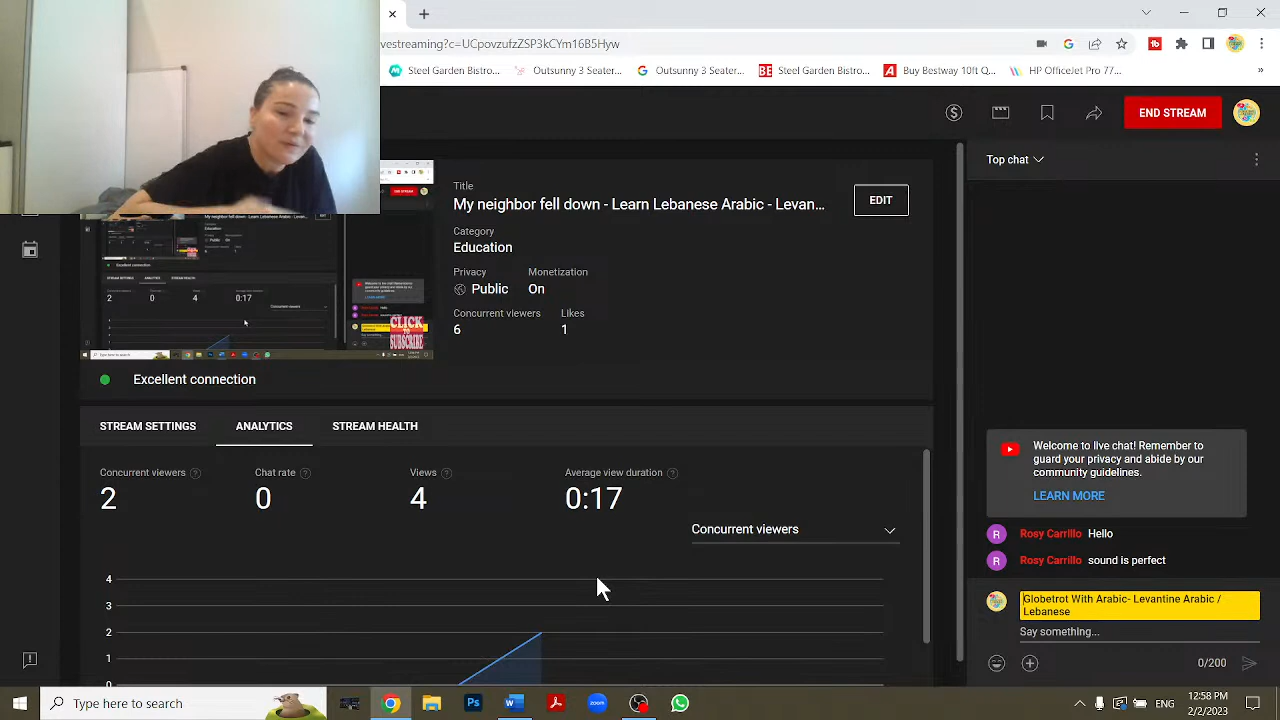 vestreaming?c=UCpovzufzZSP3kCYm16B5Hyw
Steel Garden Bistro...
Outsunny 3 Seater...
Outsunny 3 Seater...
Steel Garden Bistro...
Buy Bestway 10ft Q...
HP OfficeJet Pro 77...
END STREAM
Title
My neighbor fell down - Learn Lebanese Arabic - Levan...
EDIT
Category
Education
Public
On
Concurrent viewers
Likes
6
1
Excellent connection
STREAM SETTINGS
ANALYTICS
STREAM HEALTH
Concurrent viewers
Chat rate
Views
Average view duration
2
0
4
0:17
Concurrent viewers
4
3
2
1
0
Top chat
Welcome to live chat! Remember to
guard your privacy and abide by our
community guidelines.
LEARN MORE
R Rosy Carrillo Hello
R Rosy Carrillo sound is perfect
Globetrot With Arabic- Levantine Arabic /
Lebanese
Say something...
0/200
CLICK
TO
SUBSCRIBE
Type here to search
12:58 PM
2/2/2023